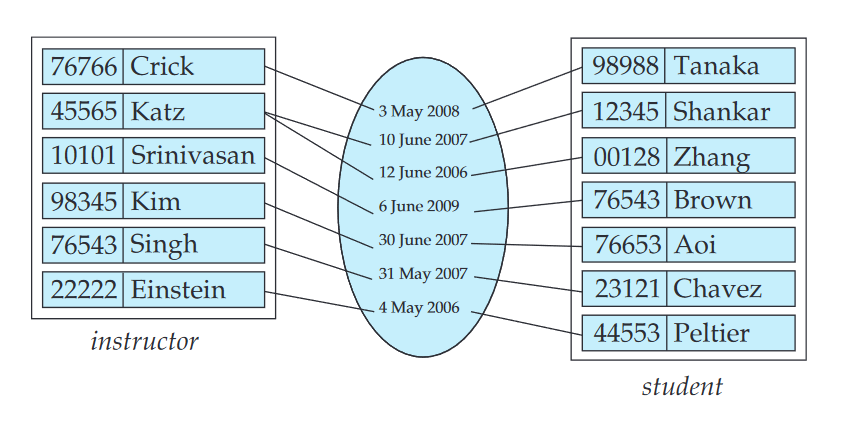 76766 Crick
45565 Katz
10101 Srinivasan
98345 Kim
76543 Singh
22222 Einstein
instructor
3 May 2008
10 June 2007
12 June 2006
6 June 2009
30 June 2007
31 May 2007
4 May 2006
98988 Tanaka
12345 Shankar
00128 Zhang
76543 Brown
76653 Aoi
23121 Chavez
44553 Peltier
student